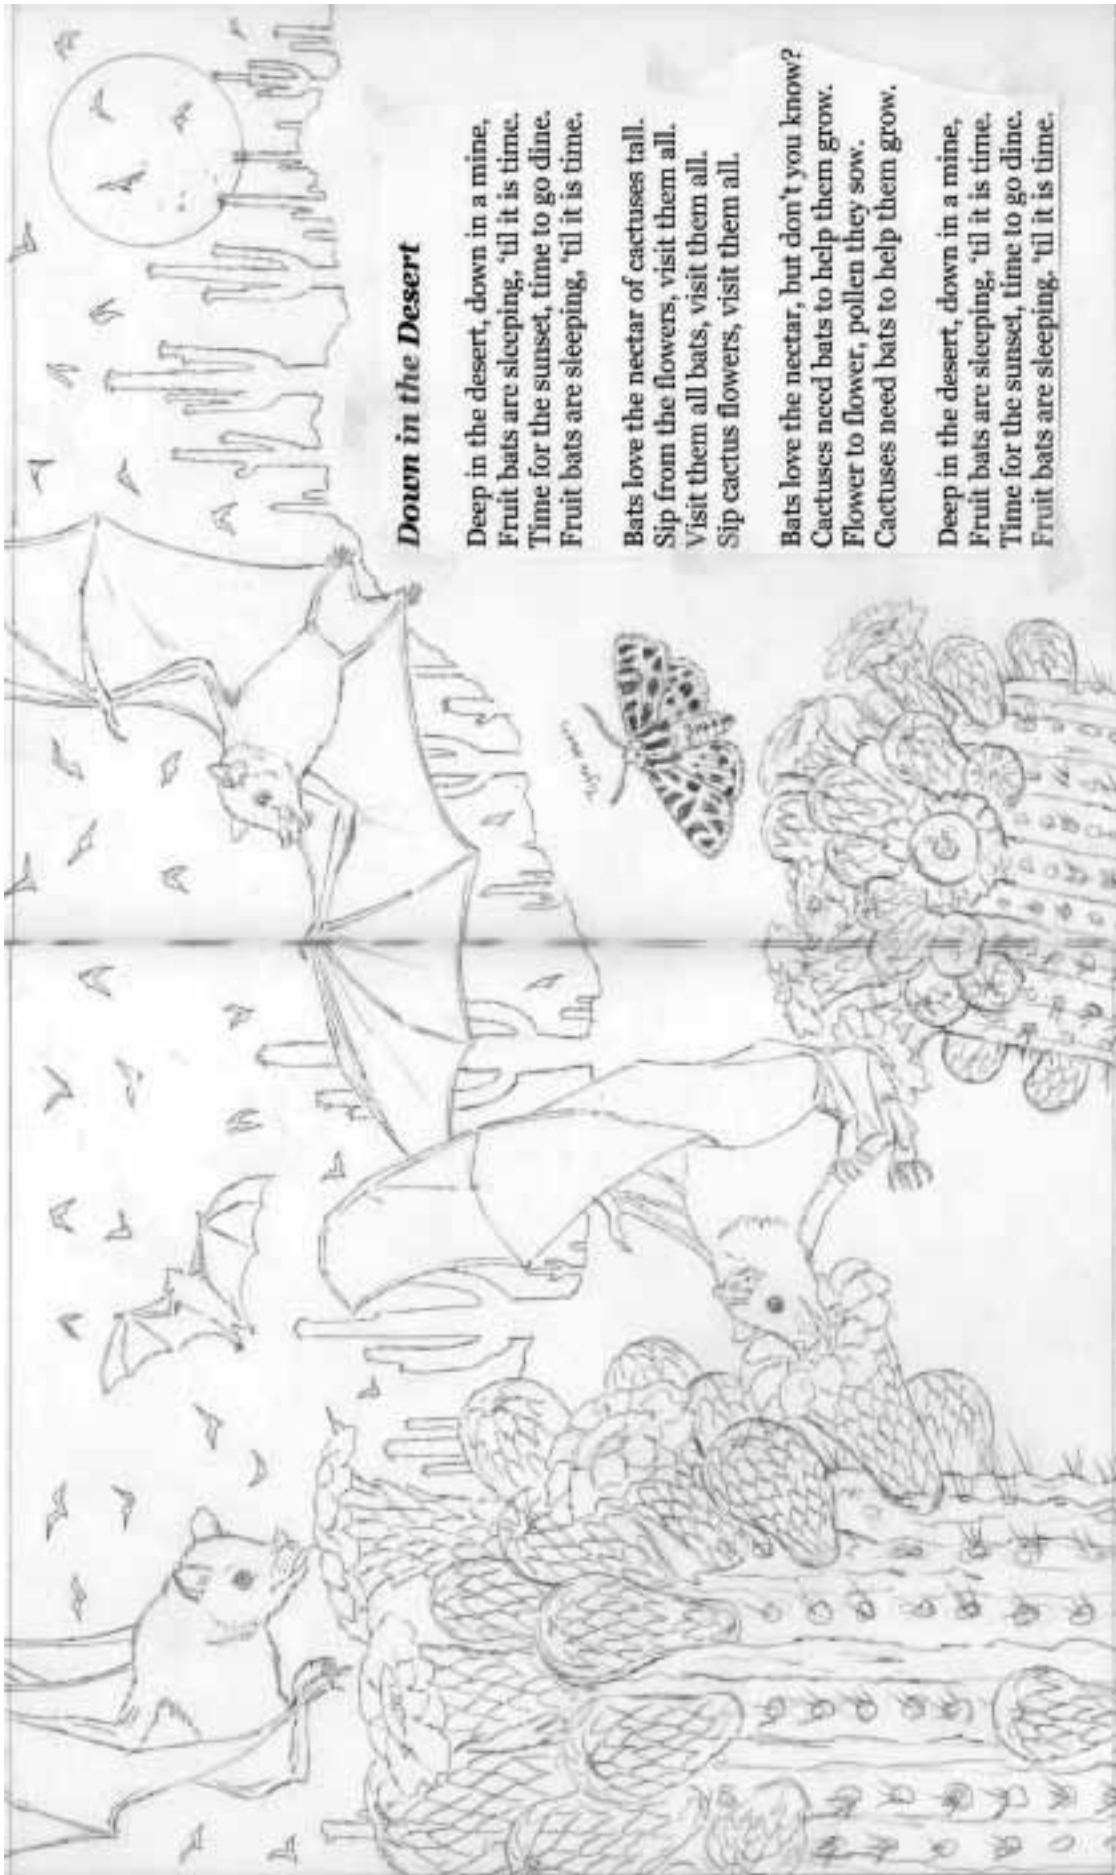 Down in the Desert
Deep in the desert, down in a mine,
Fruit bats are sleeping, 'til it is time.
Time for the sunset, time to go dine.
Fruit bats are sleeping, 'til it is time.
Bats love the nectar of cactuses tall.
Sip from the flowers, visit them all.
Visit them all bats, visit them all.
Sip cactus flowers, visit them all.
Bats love the nectar, but don't you know?
Cactuses need bats to help them grow.
Flower to flower, pollen they sow.
Cactuses need bats to help them grow.
Deep in the desert, down in a mine,
Fruit bats are sleeping, 'til it is time.
Time for the sunset, time to go dine.
Fruit bats are sleeping. 'til it is time.